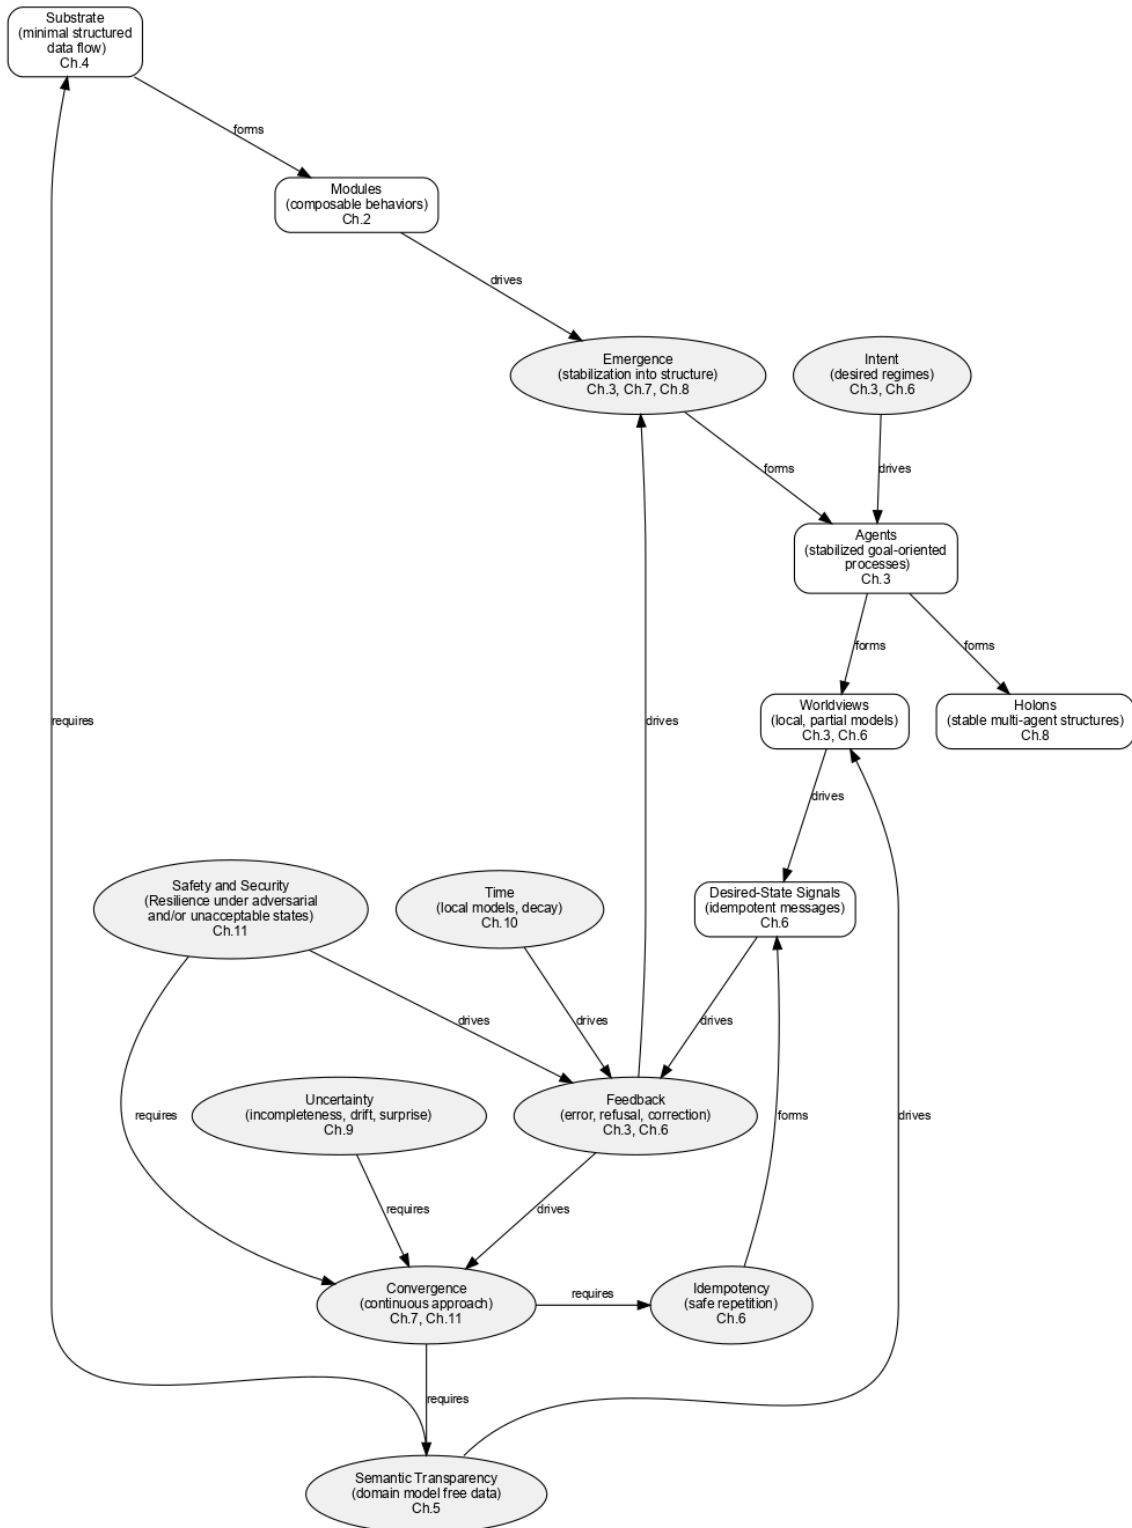 Substrate
(minimal structured
data flow)
Ch.4
forms
Modules
(composable behaviors)
Ch.2
drives
Emergence
(stabilization into structure)
Ch.3, Ch.7, Ch.8
Intent
(desired regimes)
Ch.3, Ch.6
forms
drives
Agents
(stabilized goal-oriented
processes)
Ch.3
forms
forms
Worldviews
(local, partial models)
Ch.3, Ch.6
Holons
(stable multi-agent structures)
Ch.8
requires
drives
drives
Safety and Security
(Resilience under adversarial
and/or unacceptable states)
Ch.11
Time
(local models, decay)
Ch.10
Desired-State Signals
(idempotent messages)
Ch.6
drives
drives
drives
Uncertainty
(incompleteness, drift, surprise)
Ch.9
Feedback
(error, refusal, correction)
Ch.3, Ch.6
requires
forms
drives
requires
drives
Convergence
(continuous approach)
Ch.7, Ch.11
requires
Idempotency
(safe repetition)
Ch.6
requires
Semantic Transparency
(domain model free data)
Ch.5